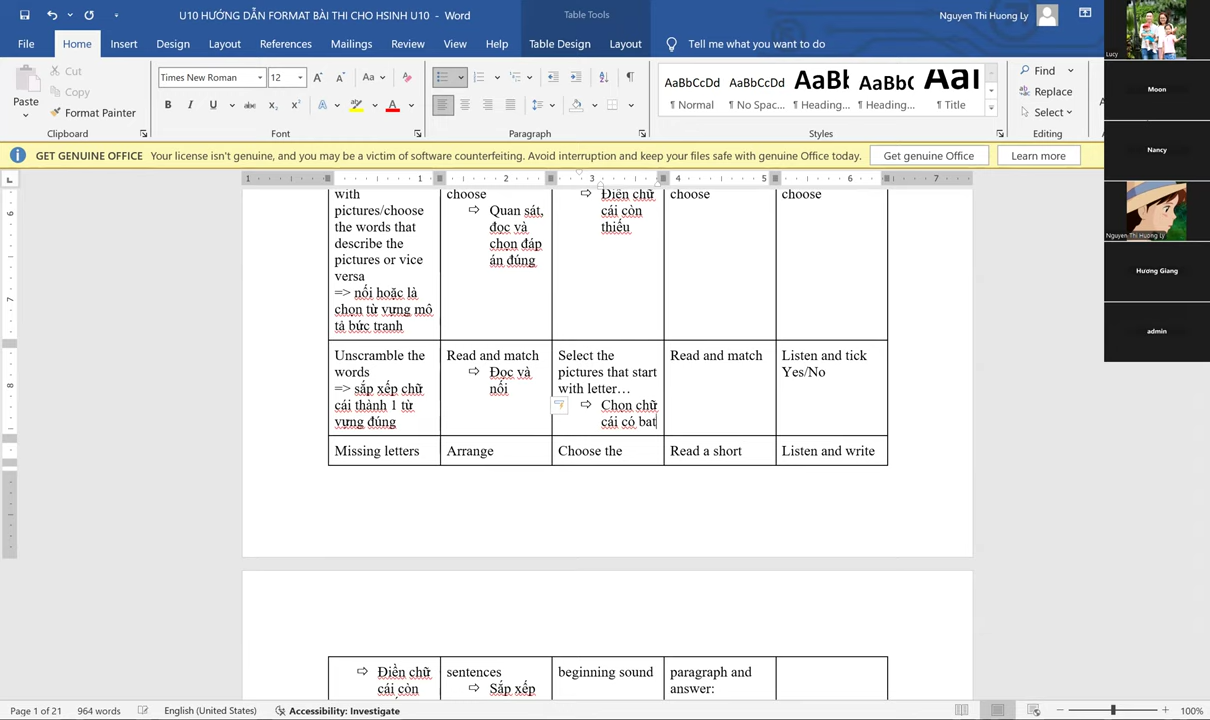 U10 HƯỚNG DẪN FORMAT BÀI THI CHO HSINH U10 - Word
Table Tools
Nguyen Thi Huong Ly
File Home Insert Design Layout References Mailings Review View Help Table Design Layout Tell me what you want to do
Paste
Cut
Copy
Format Painter
Clipboard
Times New Roman 12
Font
Paragraph
AaBbCcDd ¶ Normal
AaBbCcDd ¶ No Spac...
AaBb ¶ Heading...
AaBbCc ¶ Heading...
AaI ¶ Title
Styles
Find
Replace
Select
Editing
GET GENUINE OFFICE Your license isn't genuine, and you may be a victim of software counterfeiting. Avoid interruption and keep your files safe with genuine Office today. Get genuine Office Learn more
with
pictures/choose
the words that
describe the
pictures or vice
versa
=> nối hoặc là
chọn từ vựng mô
tả bức tranh
choose
Quan sát,
đọc và
chọn đáp
án đúng
Điền chữ
cái còn
thiếu
choose
choose
Unscramble the
words
=> sắp xếp chữ
cái thành 1 từ
vựng đúng
Read and match
Đọc và
nối
Select the
pictures that start
with letter…
Chọn chữ
cái có bat
Read and match
Listen and tick
Yes/No
Missing letters
Arrange
Choose the
Read a short
Listen and write
Điền chữ
cái còn
sentences
Sắp xếp
beginning sound
paragraph and
answer:
Lucy
Moon
Nancy
Nguyen Thi Huong Ly
Hương Giang
admin
Page 1 of 21 964 words English (United States) Accessibility: Investigate 100%